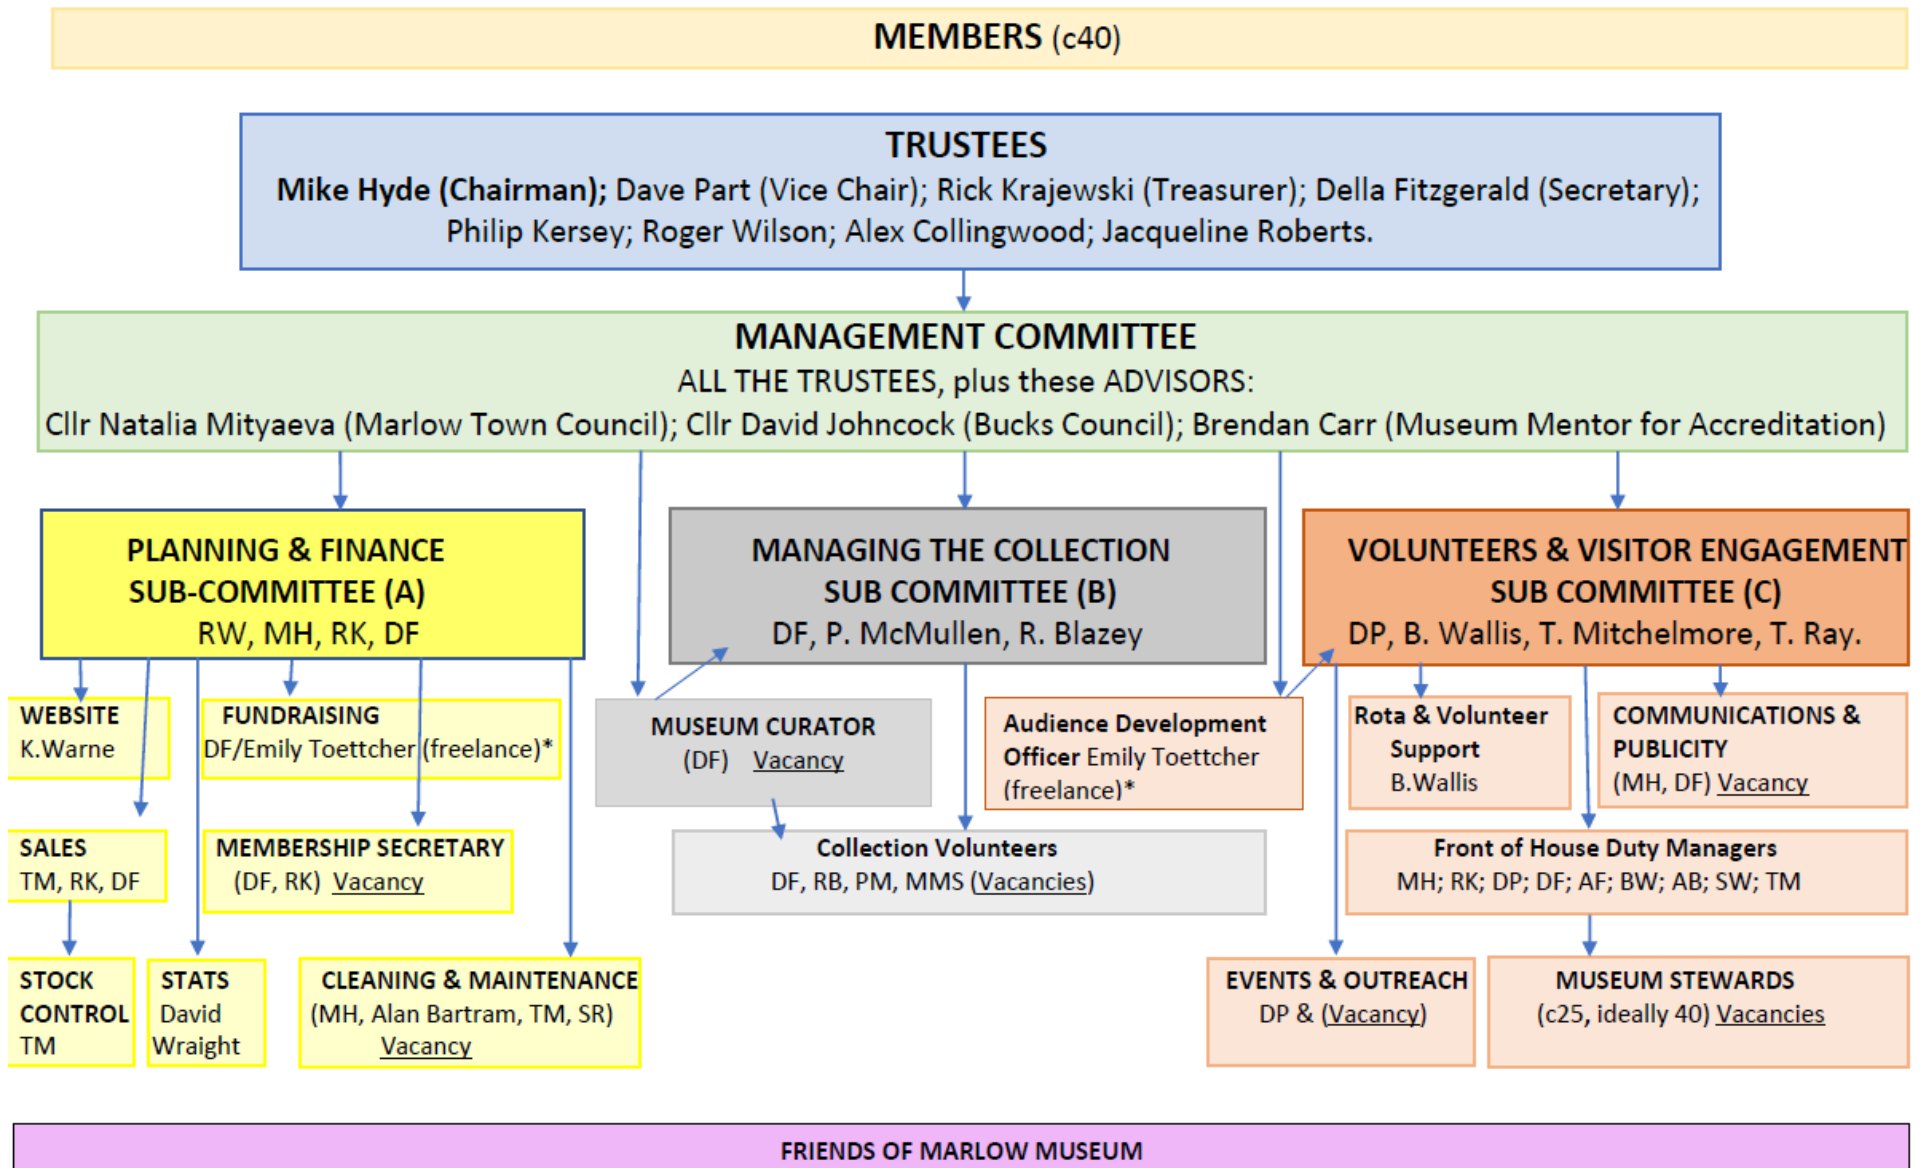 MEMBERS (c40)
TRUSTEES
Mike Hyde (Chairman); Dave Part (Vice Chair); Rick Krajewski (Treasurer); Della Fitzgerald (Secretary);
Philip Kersey; Roger Wilson; Alex Collingwood; Jacqueline Roberts.
MANAGEMENT COMMITTEE
ALL THE TRUSTEES, plus these ADVISORS:
Cllr Natalia Mityaeva (Marlow Town Council); Cllr David Johncock (Bucks Council); Brendan Carr (Museum Mentor for Accreditation)
PLANNING & FINANCE
SUB-COMMITTEE (A)
RW, MH, RK, DF
MANAGING THE COLLECTION
SUB COMMITTEE (B)
DF, P. McMullen, R. Blazey
VOLUNTEERS & VISITOR ENGAGEMENT
SUB COMMITTEE (C)
DP, B. Wallis, T. Mitchelmore, T. Ray.
WEBSITE
K.Warne
FUNDRAISING
DF/Emily Toettcher (freelance)*
MUSEUM CURATOR
(DF) Vacancy
Audience Development
Officer Emily Toettcher
(freelance)*
Rota & Volunteer
Support
B.Wallis
COMMUNICATIONS &
PUBLICITY
(MH, DF) Vacancy
SALES
TM, RK, DF
MEMBERSHIP SECRETARY
(DF, RK) Vacancy
Collection Volunteers
DF, RB, PM, MMS (Vacancies)
Front of House Duty Managers
MH; RK; DP; DF; AF; BW; AB; SW; TM
STOCK
CONTROL
TM
STATS
David
Wraight
CLEANING & MAINTENANCE
(MH, Alan Bartram, TM, SR)
Vacancy
EVENTS & OUTREACH
DP & (Vacancy)
MUSEUM STEWARDS
(c25, ideally 40) Vacancies
FRIENDS OF MARLOW MUSEUM